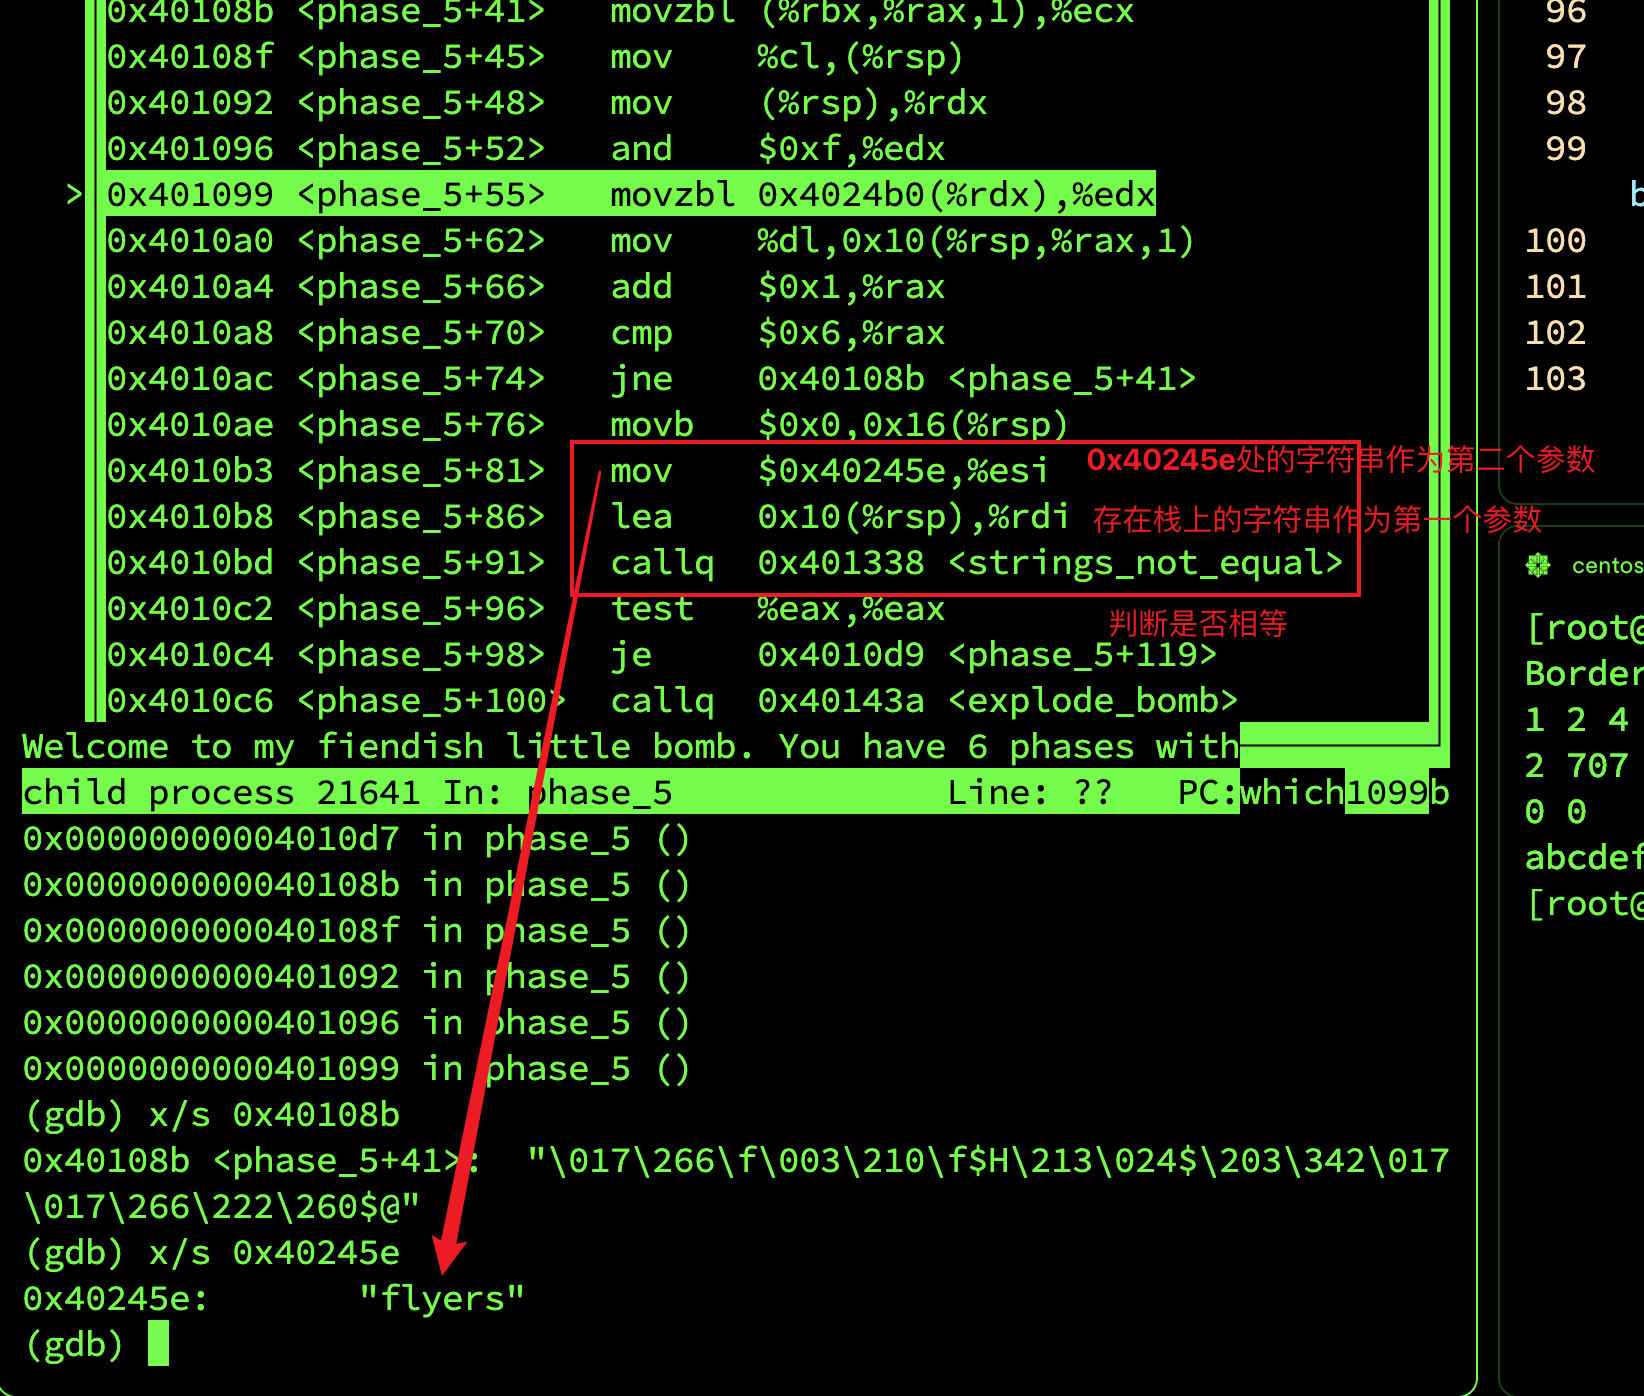 0x40108b <phase_5+41> movzbl (%rbx,%rax,1),%ecx
0x40108f <phase_5+45> mov %cl,(%rsp)
0x401092 <phase_5+48> mov (%rsp),%rdx
0x401096 <phase_5+52> and $0xf,%edx
> 0x401099 <phase_5+55> movzbl 0x4024b0(%rdx),%edx
0x4010a0 <phase_5+62> mov %dl,0x10(%rsp,%rax,1)
0x4010a4 <phase_5+66> add $0x1,%rax
0x4010a8 <phase_5+70> cmp $0x6,%rax
0x4010ac <phase_5+74> jne 0x40108b <phase_5+41>
0x4010ae <phase_5+76> movb $0x0,0x16(%rsp)
0x4010b3 <phase_5+81> mov $0x40245e,%esi
0x40245e处的字符串作为第二个参数
0x4010b8 <phase_5+86> lea 0x10(%rsp),%rdi
存在栈上的字符串作为第一个参数
0x4010bd <phase_5+91> callq 0x401338 <strings_not_equal>
0x4010c2 <phase_5+96> test %eax,%eax
判断是否相等
0x4010c4 <phase_5+98> je 0x4010d9 <phase_5+119>
0x4010c6 <phase_5+100> callq 0x40143a <explode_bomb>
Welcome to my fiendish little bomb. You have 6 phases with
child process 21641 In: phase_5 Line: ?? PC:which1099b
0x00000000004010d7 in phase_5 ()
0x000000000040108b in phase_5 ()
0x000000000040108f in phase_5 ()
0x0000000000401092 in phase_5 ()
0x0000000000401096 in phase_5 ()
0x0000000000401099 in phase_5 ()
(gdb) x/s 0x40108b
0x40108b <phase_5+41>: "\017\266\f\003\210\f$H\213\024$\203\342\017
\017\266\222\260$@"
(gdb) x/s 0x40245e
0x40245e: "flyers"
(gdb)
96
97
98
99
b
100
101
102
103
centos
[root@
Border
1 2 4
2 707
0 0
abcdef
[root@